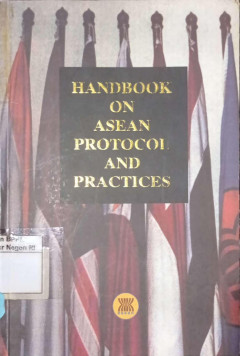 HANDBOOK
ON
ASEAN
PROTOCOL
AND
PRACTICES